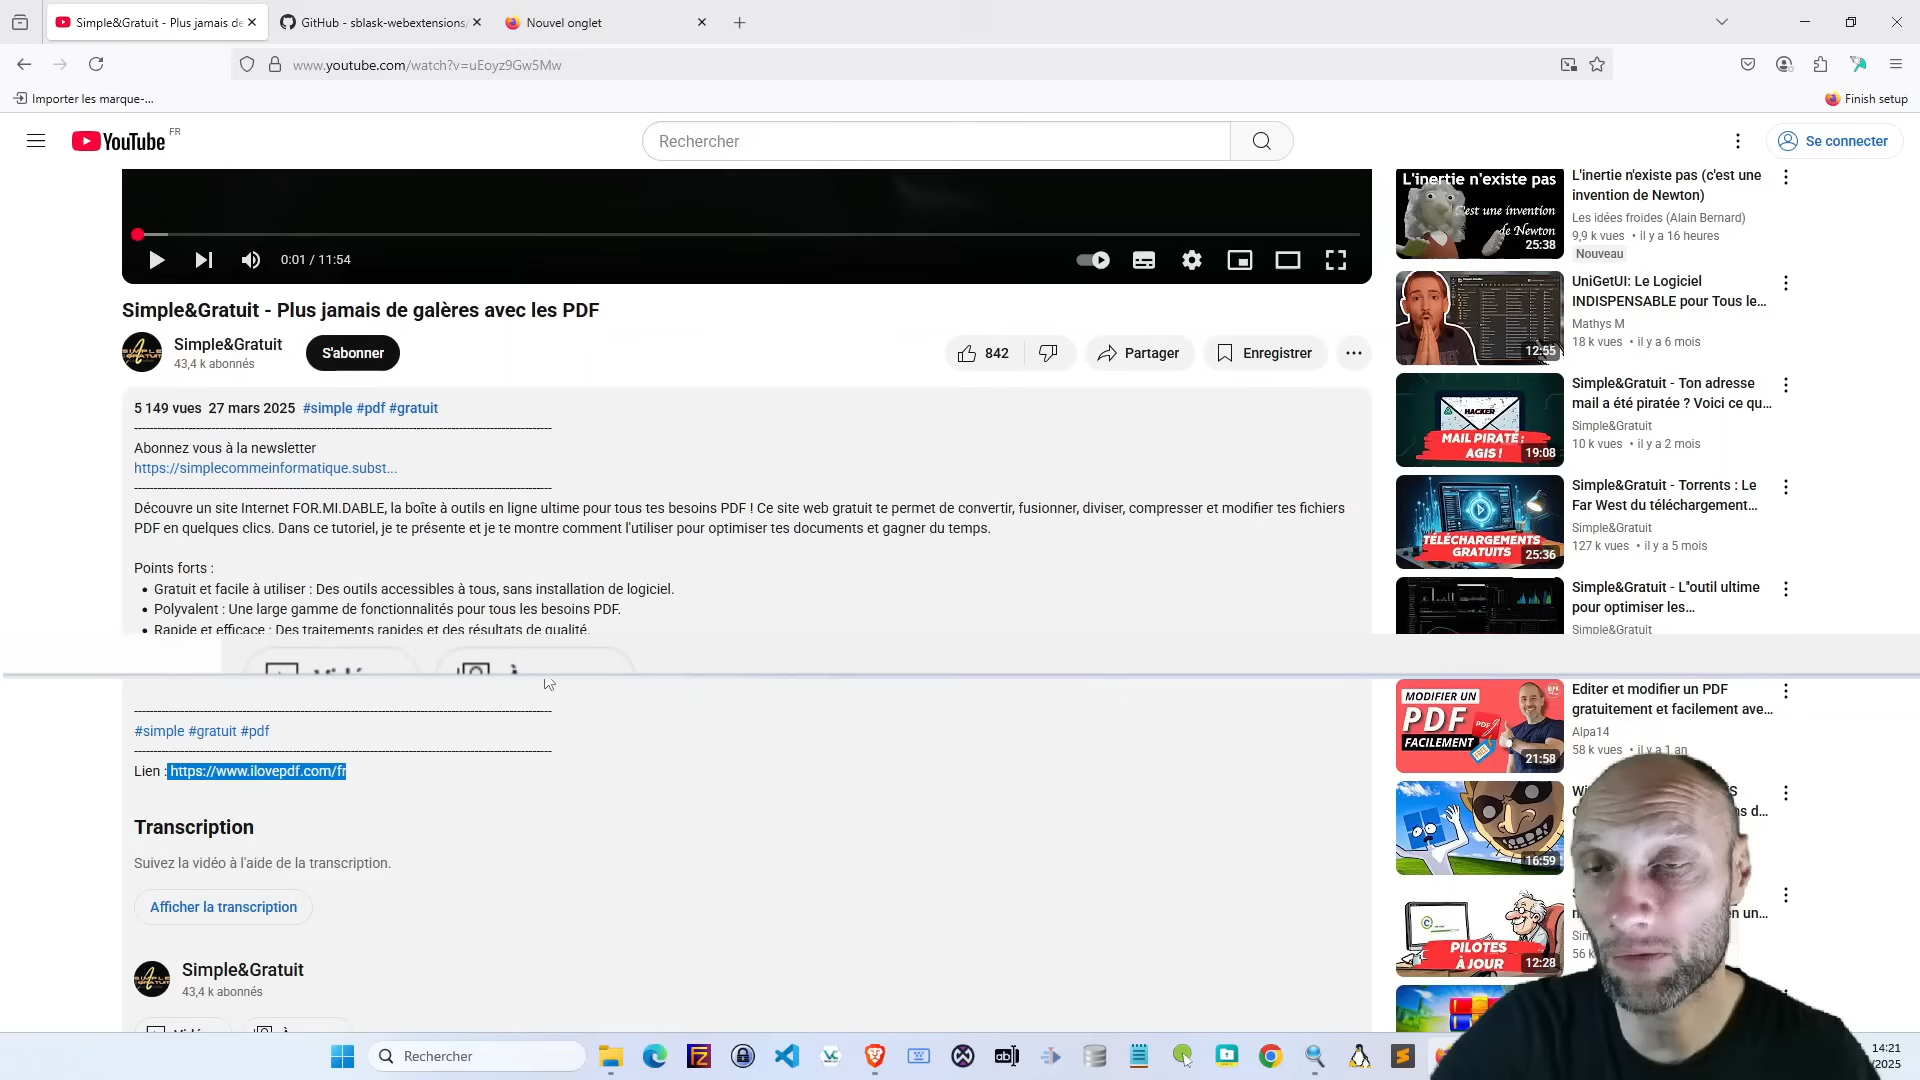 Simple&Gratuit - Plus jamais de
GitHub - sblask-webextensions
Nouvel onglet
www.youtube.com/watch?v=uEoyz9Gw5Mw
Importer les marque-...
Finish setup
YouTube
FR
Rechercher
Se connecter
0:01 / 11:54
Simple&Gratuit - Plus jamais de galères avec les PDF
Simple&Gratuit
43,4 k abonnés
S'abonner
842
Partager
Enregistrer
5 149 vues 27 mars 2025 #simple #pdf #gratuit
Abonnez vous à la newsletter
https://simplecommeinformatique.subst...
Découvre un site Internet FOR.MI.DABLE, la boîte à outils en ligne ultime pour tous tes besoins PDF ! Ce site web gratuit te permet de convertir, fusionner, diviser, compresser et modifier tes fichiers
PDF en quelques clics. Dans ce tutoriel, je te présente et je te montre comment l'utiliser pour optimiser tes documents et gagner du temps.
Points forts :
• Gratuit et facile à utiliser : Des outils accessibles à tous, sans installation de logiciel.
• Polyvalent : Une large gamme de fonctionnalités pour tous les besoins PDF.
• Rapide et efficace : Des traitements rapides et des résultats de qualité.
#simple #gratuit #pdf
Lien : https://www.ilovepdf.com/fr
Transcription
Suivez la vidéo à l'aide de la transcription.
Afficher la transcription
Simple&Gratuit
43,4 k abonnés
L'inertie n'existe pas
C'est une invention
de Newton
25:38
L'inertie n'existe pas (c'est une
invention de Newton)
Les idées froides (Alain Bernard)
9,9 k vues • il y a 16 heures
Nouveau
12:55
UniGetUI: Le Logiciel
INDISPENSABLE pour Tous le...
Mathys M
18 k vues • il y a 6 mois
HACKER
MAIL PIRATÉ :
AGIS !
19:08
Simple&Gratuit - Ton adresse
mail a été piratée ? Voici ce qu...
Simple&Gratuit
10 k vues • il y a 2 mois
TÉLÉCHARGEMENTS
GRATUITS
25:36
Simple&Gratuit - Torrents : Le
Far West du téléchargement...
Simple&Gratuit
127 k vues • il y a 5 mois
Simple&Gratuit - L"outil ultime
pour optimiser les...
Simple&Gratuit
MODIFIER UN
PDF
FACILEMENT
21:58
Editer et modifier un PDF
gratuitement et facilement ave...
Alpa14
58 k vues • il y a 1 an
16:59
PILOTES
À JOUR
12:28
Rechercher
14:21